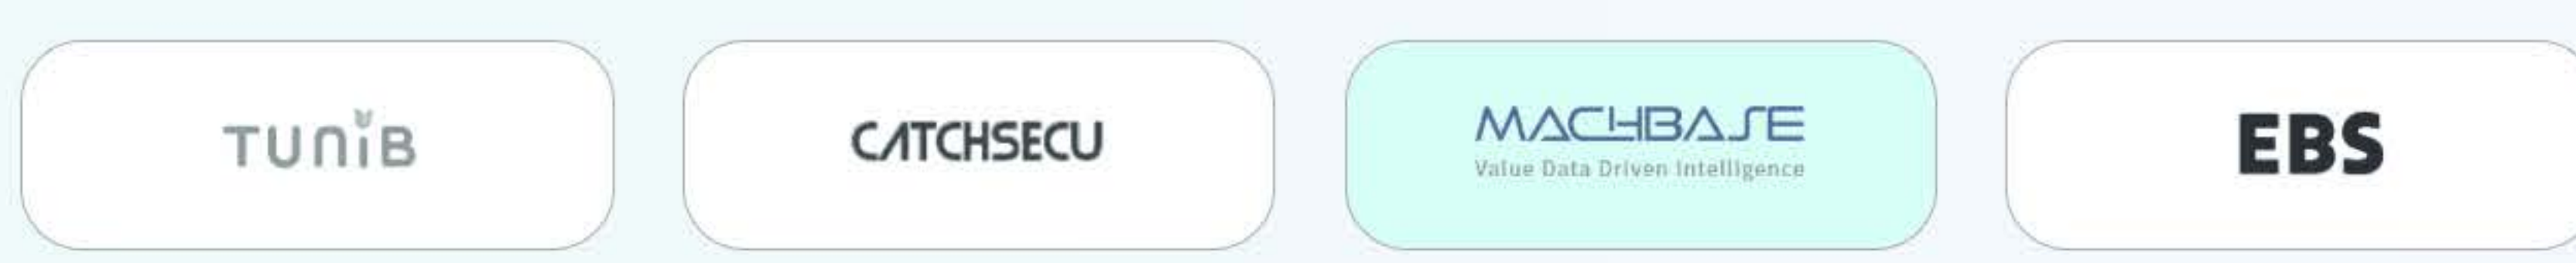 TUNiB
CATCHSECU
MACHBASE
Value Data Driven Intelligence
EBS